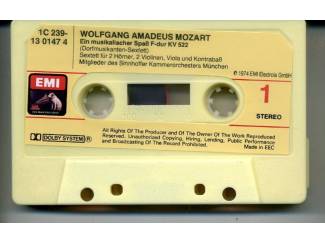 1C 239-
13 0147 4
WOLFGANG AMADEUS MOZART
Ein musikalischer Spaß F-dur KV 522
(Dorfmusikanten-Sextett)
Sextett für 2 Hörner, 2 Violinen, Viola und Kontrabaß
Mitglieder des Sinnhoffer Kammerorchesters München
EMI
℗ 1974 EMI Electrola GmbH
1
STEREO
DOLBY SYSTEM
All Rights Of The Producer and Of The Owner Of The Work Reproduced
Reserved. Unauthorized Copying, Hiring, Lending, Public Performance
and Broadcasting Of The Record Prohibited.
Made in EEC